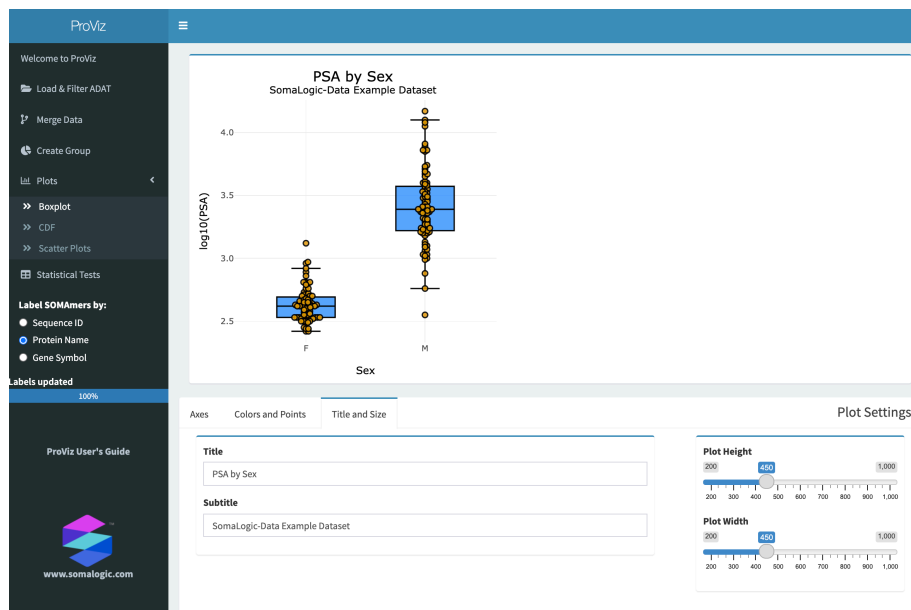 ProViz
Welcome to ProViz
Load & Filter ADAT
Merge Data
Create Group
Plots
Boxplot
CDF
Scatter Plots
Statistical Tests
Label SOMAmers by:
Sequence ID
Protein Name
Gene Symbol
Labels updated
100%
ProViz User's Guide
www.somalogic.com
PSA by Sex
SomaLogic-Data Example Dataset
log10(PSA)
4.0
3.5
3.0
2.5
F M
Sex
Axes Colors and Points Title and Size Plot Settings
Title
PSA by Sex
Subtitle
SomaLogic-Data Example Dataset
Plot Height
200 450 1,000
200 300 400 500 600 700 800 900 1,000
Plot Width
200 450 1,000
200 300 400 500 600 700 800 900 1,000